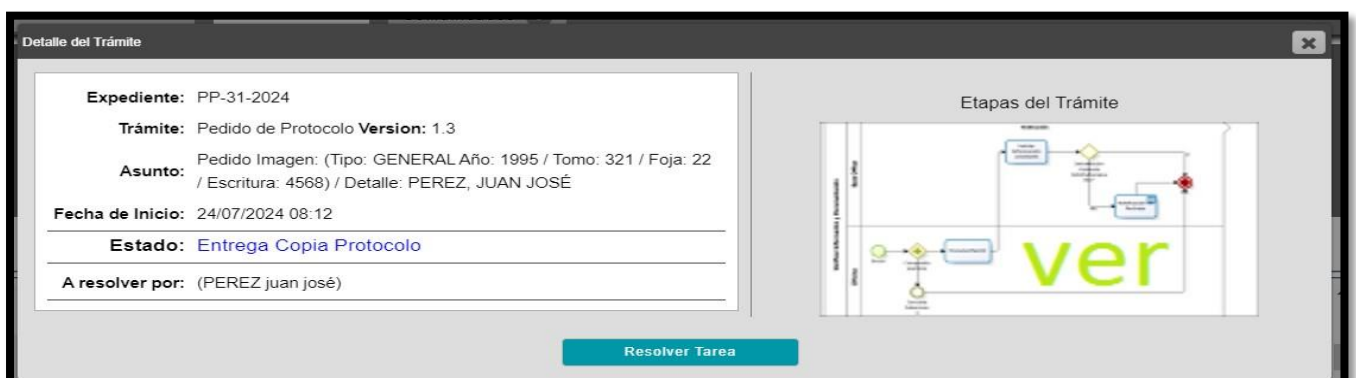 Detalle del Trámite
Expediente: PP-31-2024
Trámite: Pedido de Protocolo Version: 1.3
Asunto: Pedido Imagen: (Tipo: GENERAL Año: 1995 / Tomo: 321 / Foja: 22
/ Escritura: 4568) / Detalle: PEREZ, JUAN JOSÉ
Fecha de Inicio: 24/07/2024 08:12
Estado: Entrega Copia Protocolo
A resolver por: (PEREZ juan josé)
Etapas del Trámite
ver
Resolver Tarea